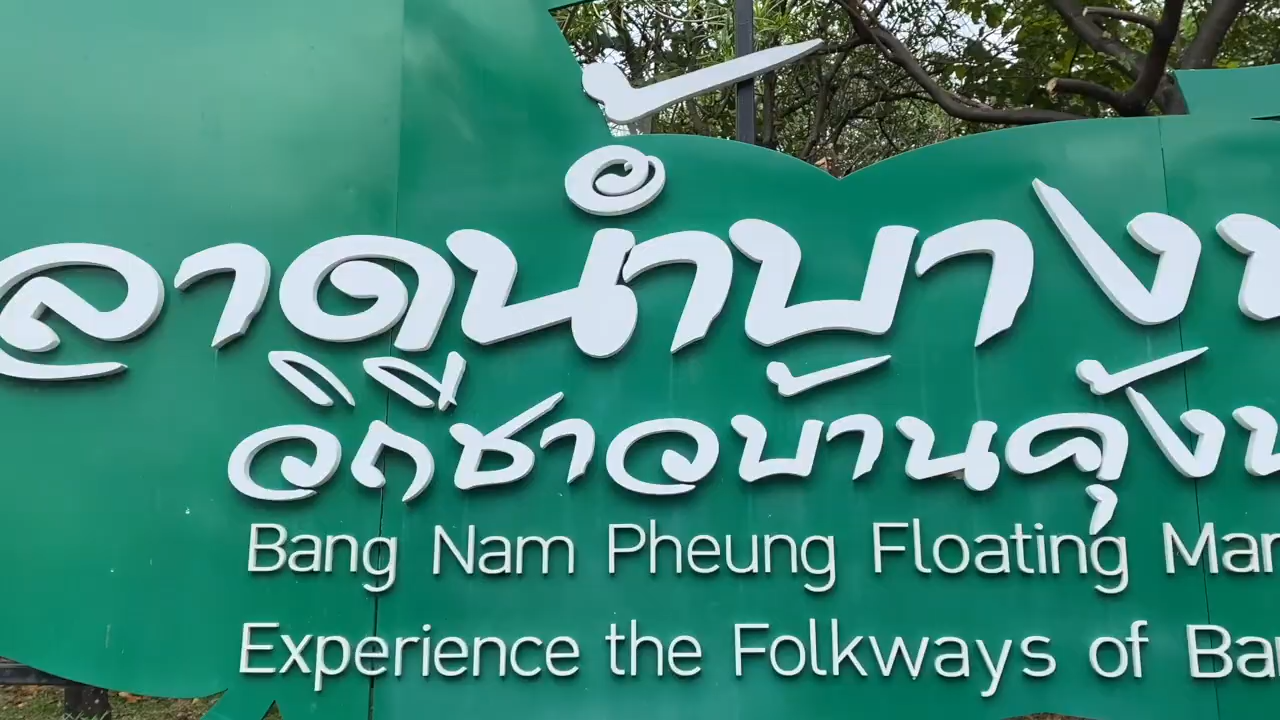 ลาดน้ำบาง
วิถีชาวบ้านคุ้ง
Bang Nam Pheung Floating Mar
Experience the Folkways of Ba